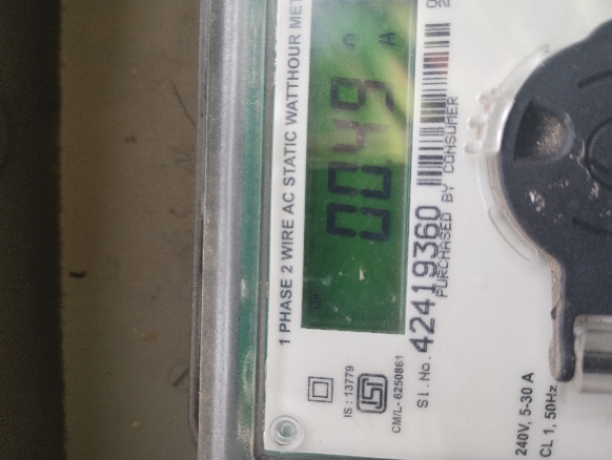 1 PHASE 2 WIRE AC STATIC WATTHOUR MET
0049
A
IS : 13779
CM/L- 6250861
Sl.No. 42419360
PURCHASED BY CONSUMER
240V, 5-30 A
CL 1, 50Hz